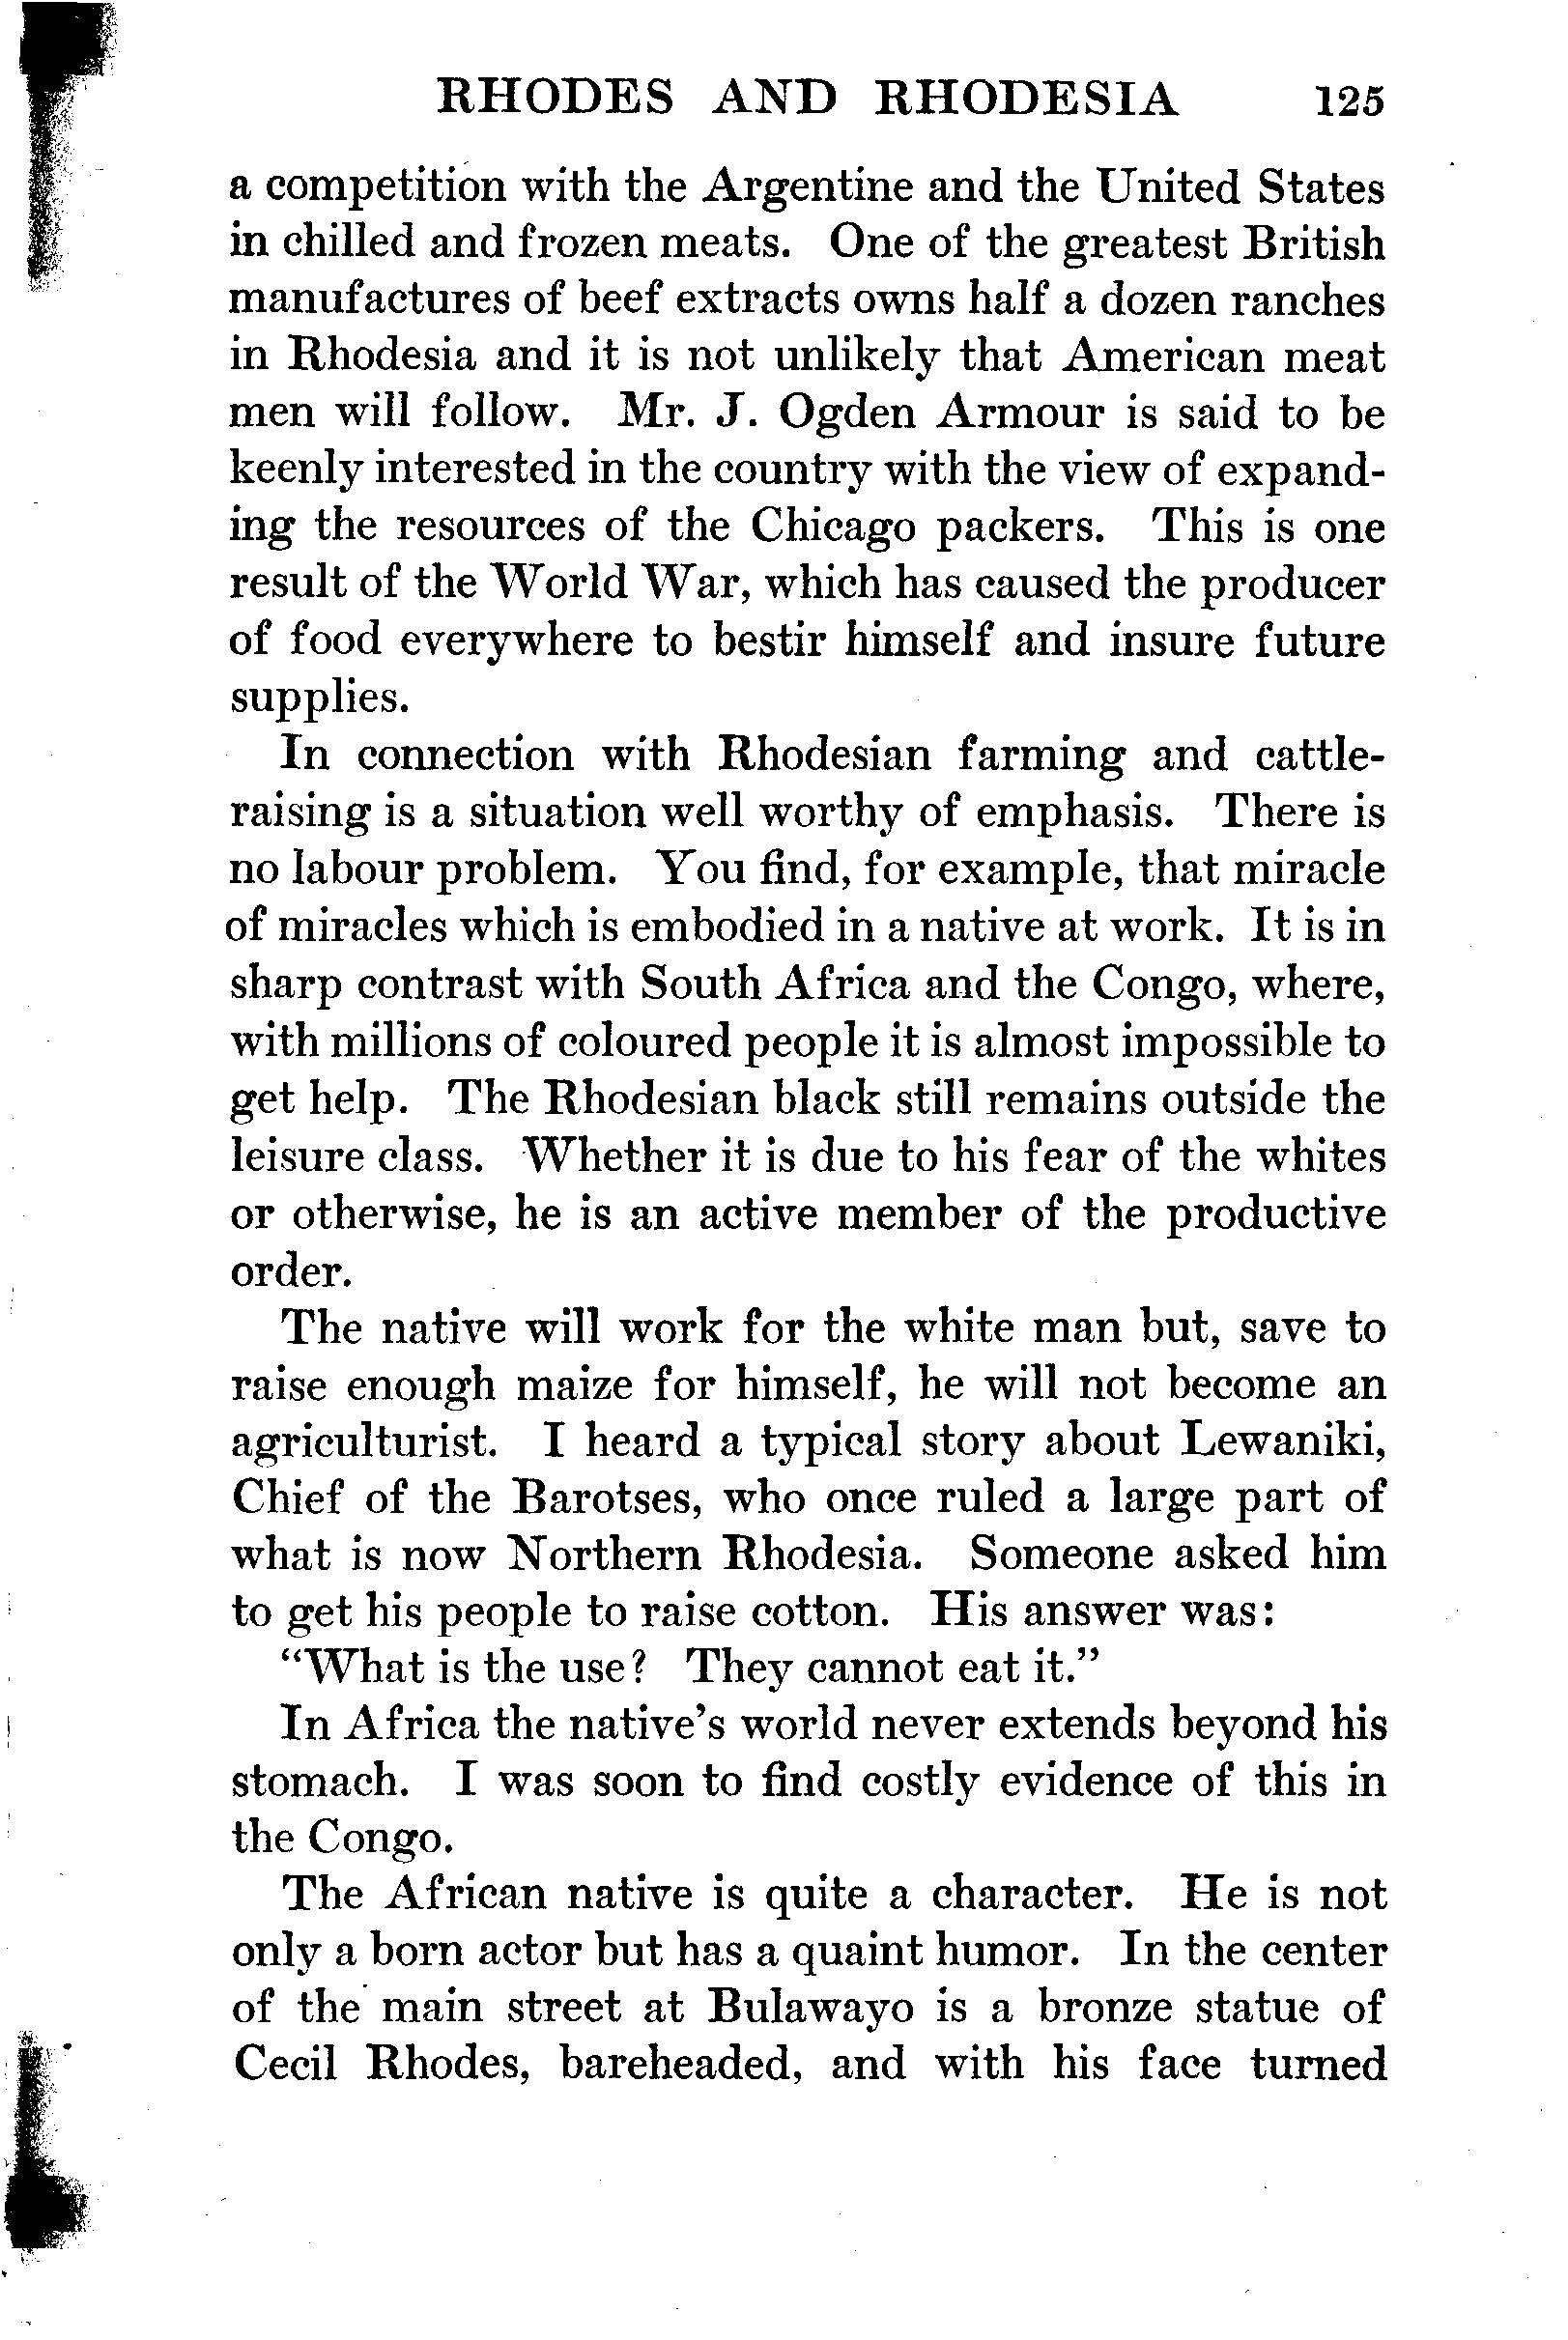 RHODES AND RHODESIA 125
a competition with the Argentine and the United States
in chilled and frozen meats. One of the greatest British
manufactures of beef extracts owns half a dozen ranches
in Rhodesia and it is not unlikely that American meat
men will follow. Mr. J. Ogden Armour is said to be
keenly interested in the country with the view of expand-
ing the resources of the Chicago packers. This is one
result of the World War, which has caused the producer
of food everywhere to bestir himself and insure future
supplies.
In connection with Rhodesian farming and cattle-
raising is a situation well worthy of emphasis. There is
no labour problem. You find, for example, that miracle
of miracles which is embodied in a native at work. It is in
sharp contrast with South Africa and the Congo, where,
with millions of coloured people it is almost impossible to
get help. The Rhodesian black still remains outside the
leisure class. Whether it is due to his fear of the whites
or otherwise, he is an active member of the productive
order.
The native will work for the white man but, save to
raise enough maize for himself, he will not become an
agriculturist. I heard a typical story about Lewaniki,
Chief of the Barotses, who once ruled a large part of
what is now Northern Rhodesia. Someone asked him
to get his people to raise cotton. His answer was:
"What is the use? They cannot eat it."
In Africa the native's world never extends beyond his
stomach. I was soon to find costly evidence of this in
the Congo.
The African native is quite a character. He is not
only a born actor but has a quaint humor. In the center
of the main street at Bulawayo is a bronze statue of
Cecil Rhodes, bareheaded, and with his face turned